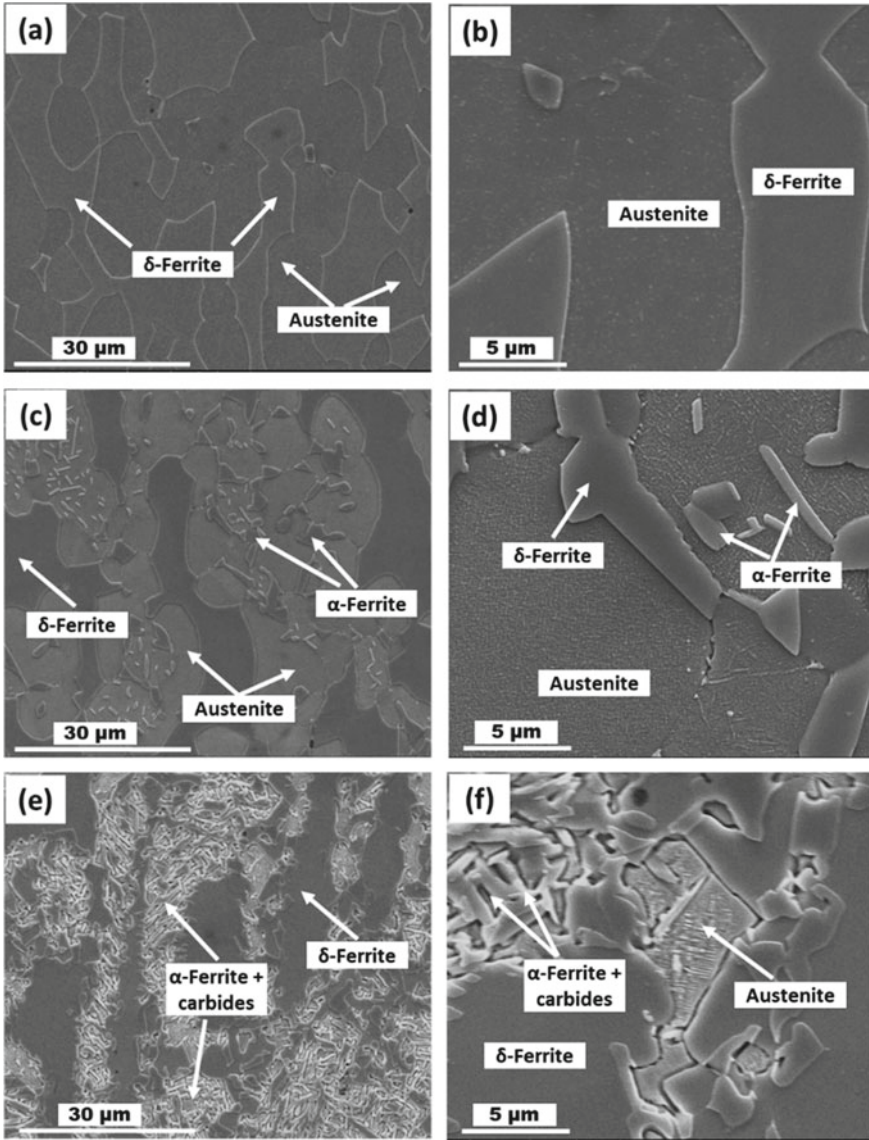 (a)
δ-Ferrite
Austenite
30 µm
(b)
δ-Ferrite
Austenite
5 µm
(c)
α-Ferrite
δ-Ferrite
Austenite
30 µm
(d)
δ-Ferrite
α-Ferrite
Austenite
5 µm
(e)
δ-Ferrite
α-Ferrite +
carbides
30 µm
(f)
α-Ferrite +
carbides
Austenite
δ-Ferrite
5 µm